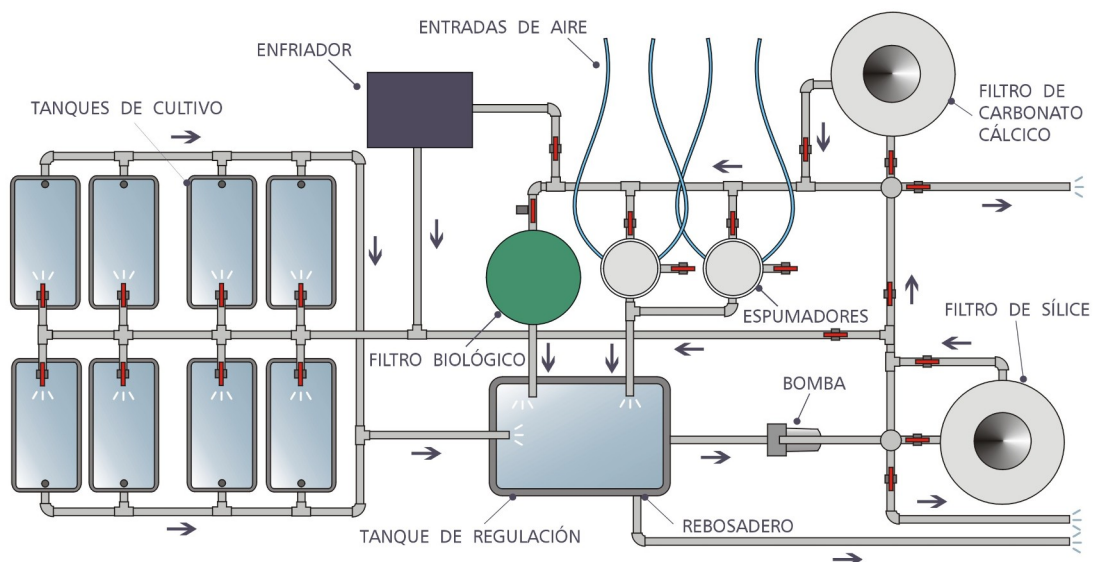 ENTRADAS DE AIRE
ENFRIADOR
TANQUES DE CULTIVO
FILTRO DE
CARBONATO
CÁLCICO
ESPUMADORES
FILTRO DE SÍLICE
FILTRO BIOLÓGICO
BOMBA
TANQUE DE REGULACIÓN
REBOSADERO